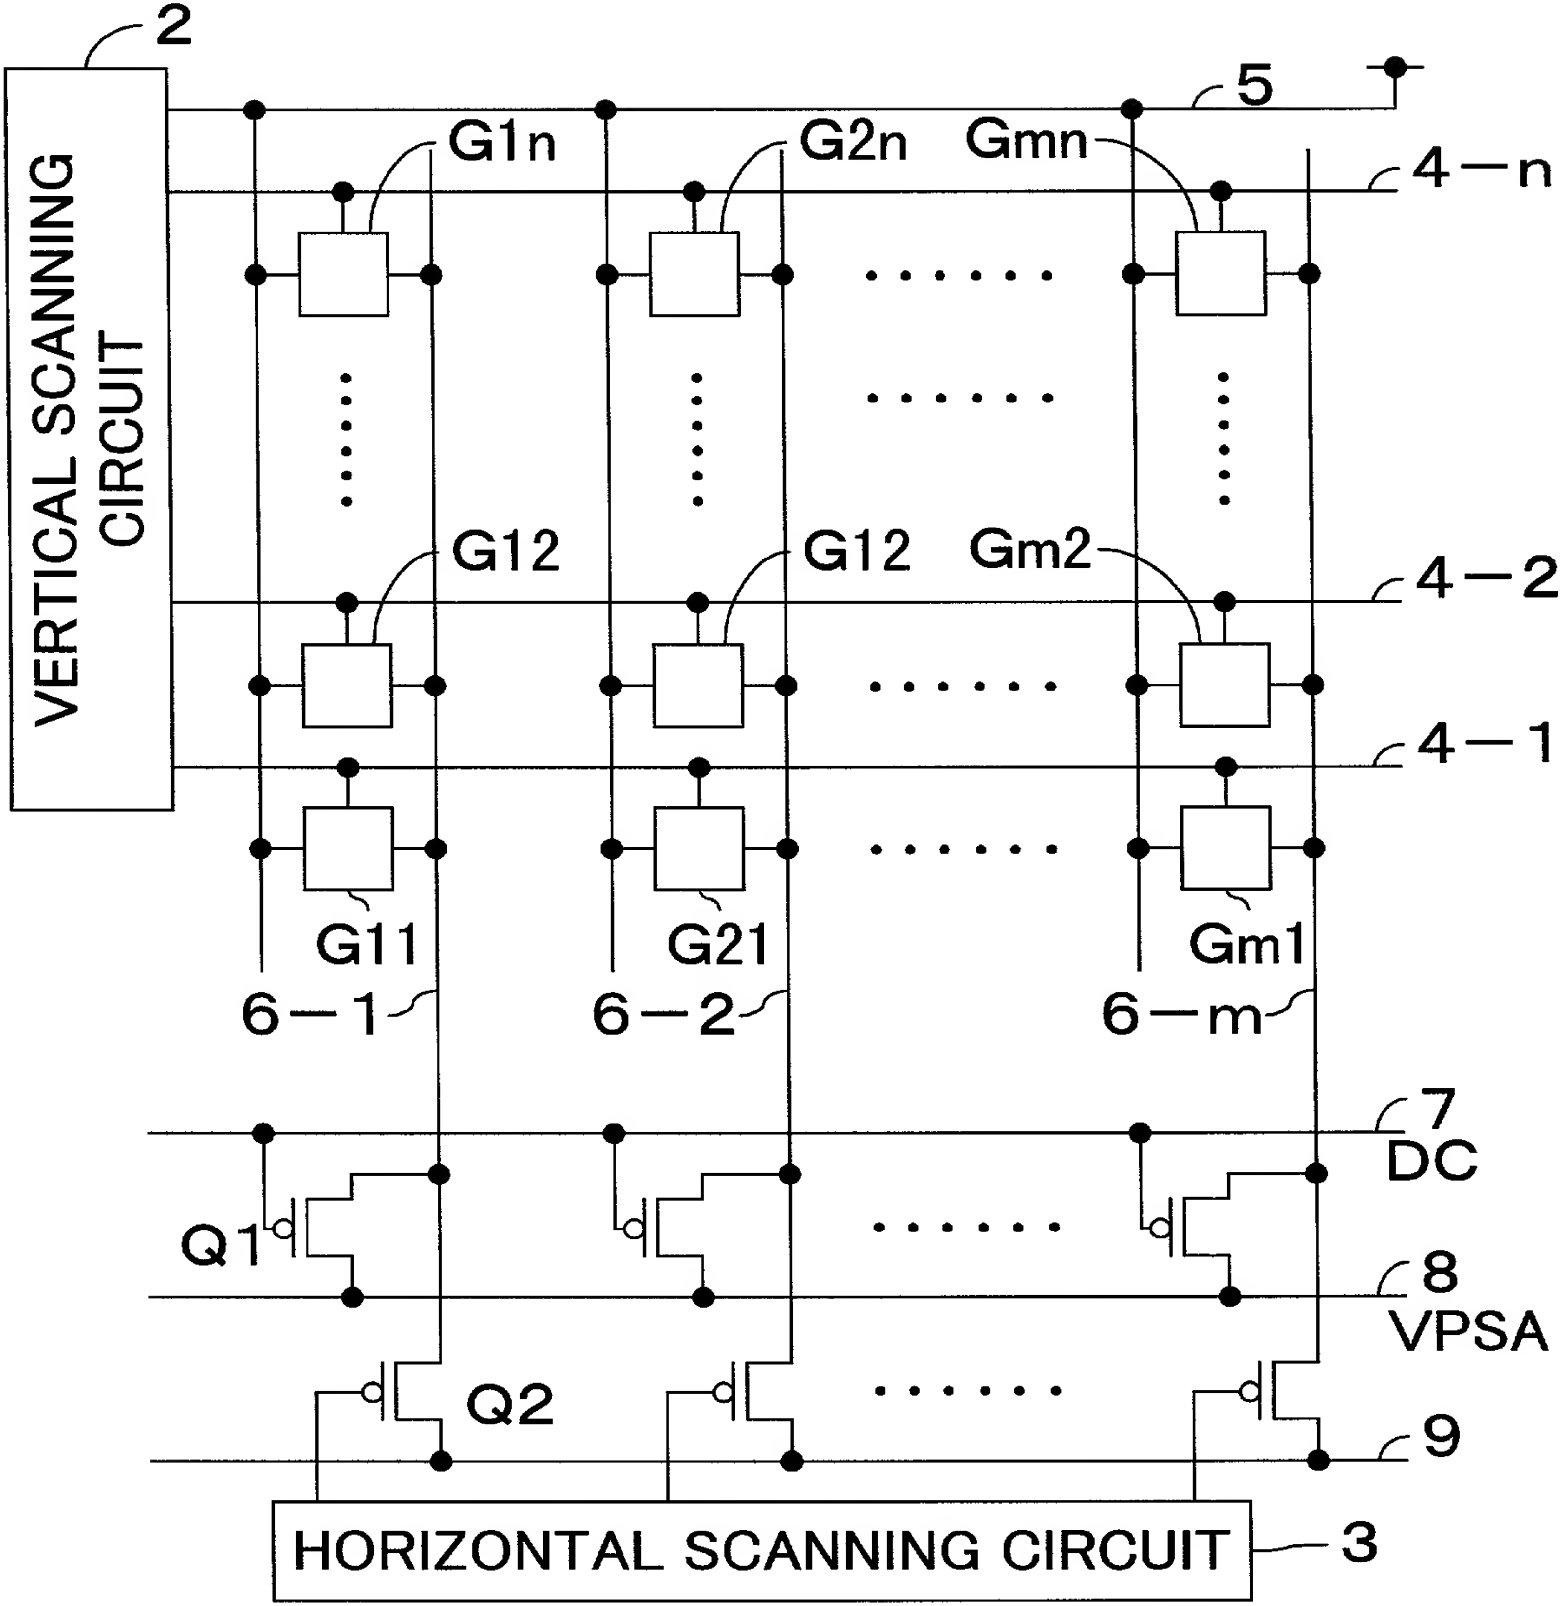 2
5
G1n
G2n
Gmn
4－n
VERTICAL SCANNING
CIRCUIT
G12
G12
Gm2
4－2
4－1
G11
G21
Gm1
6－1
6－2
6－m
7
DC
Q1
8
VPSA
Q2
9
HORIZONTAL SCANNING CIRCUIT
3